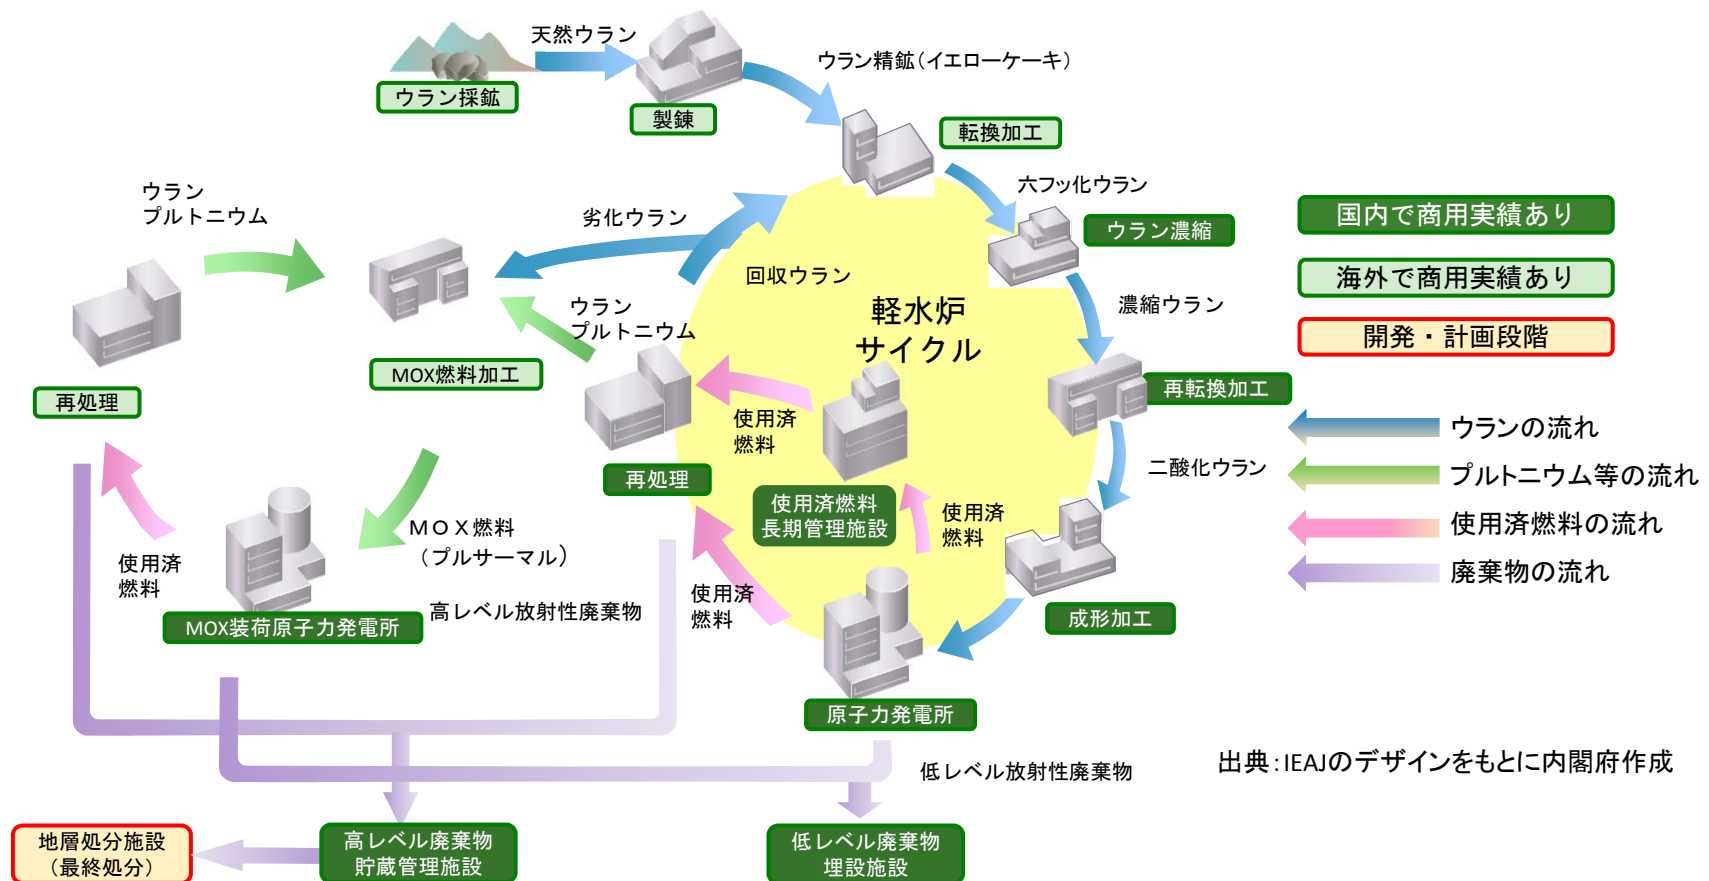 天然ウラン
ウラン精鉱（イエローケーキ）
ウラン採鉱
製錬
転換加工
六フッ化ウラン
ウラン
プルトニウム
劣化ウラン
ウラン濃縮
国内で商用実績あり
海外で商用実績あり
開発・計画段階
回収ウラン
濃縮ウラン
ウラン
プルトニウム
軽水炉
サイクル
MOX燃料加工
再処理
再転換加工
使用済
燃料
ウランの流れ
プルトニウム等の流れ
使用済燃料の流れ
廃棄物の流れ
二酸化ウラン
再処理
使用済燃料
長期管理施設
使用済
燃料
ＭＯＸ燃料
（プルサーマル）
使用済
燃料
使用済
燃料
高レベル放射性廃棄物
MOX装荷原子力発電所
成形加工
原子力発電所
低レベル放射性廃棄物
出典：IEAJのデザインをもとに内閣府作成
地層処分施設
（最終処分）
高レベル廃棄物
貯蔵管理施設
低レベル廃棄物
埋設施設